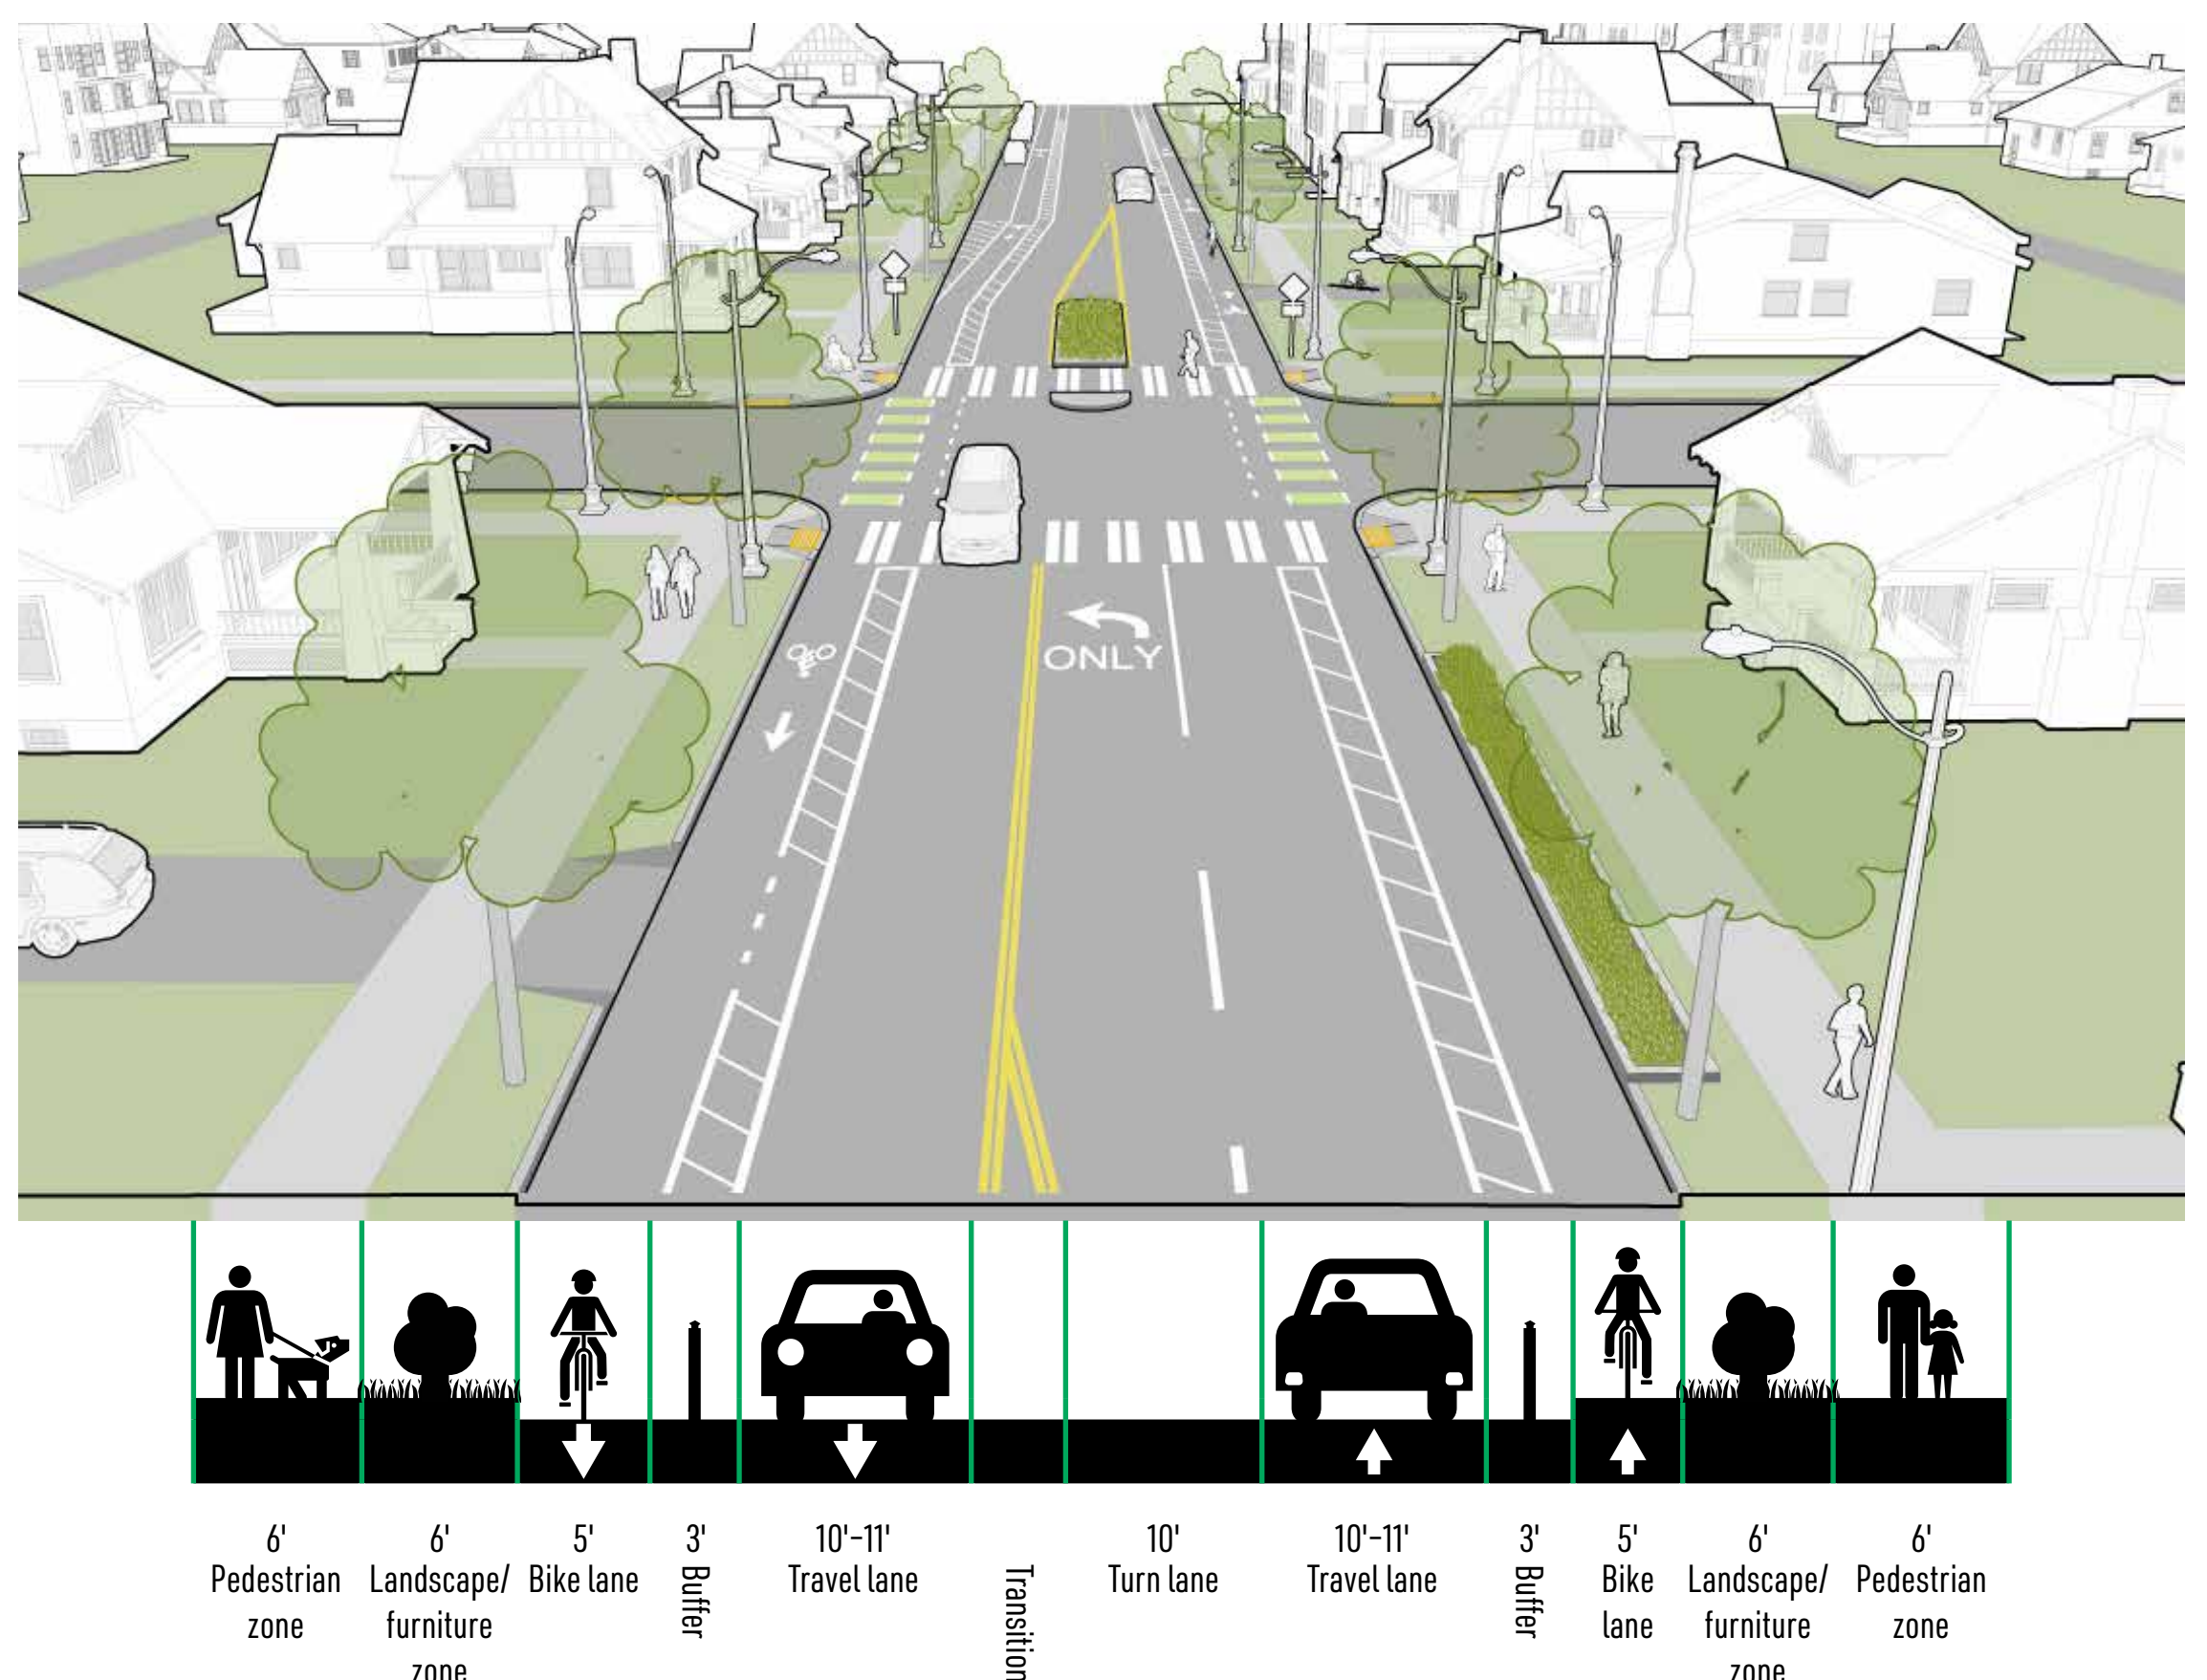 ONLY
6'
Pedestrian
zone
6'
Landscape/
furniture
zone
5'
Bike lane
3'
Buffer
10'-11'
Travel lane
Transition
10'
Turn lane
10'-11'
Travel lane
3'
Buffer
5'
Bike
lane
6'
Landscape/
furniture
zone
6'
Pedestrian
zone